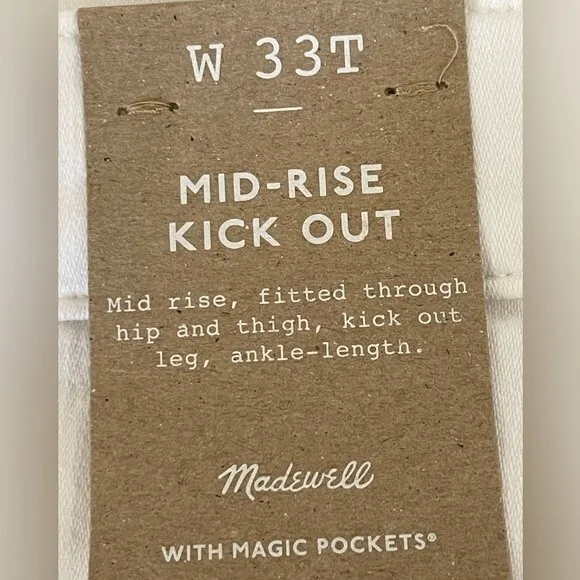 W 33T
MID-RISE
KICK OUT
Mid rise, fitted through
hip and thigh, kick out
leg, ankle-length.
Madewell
WITH MAGIC POCKETS®